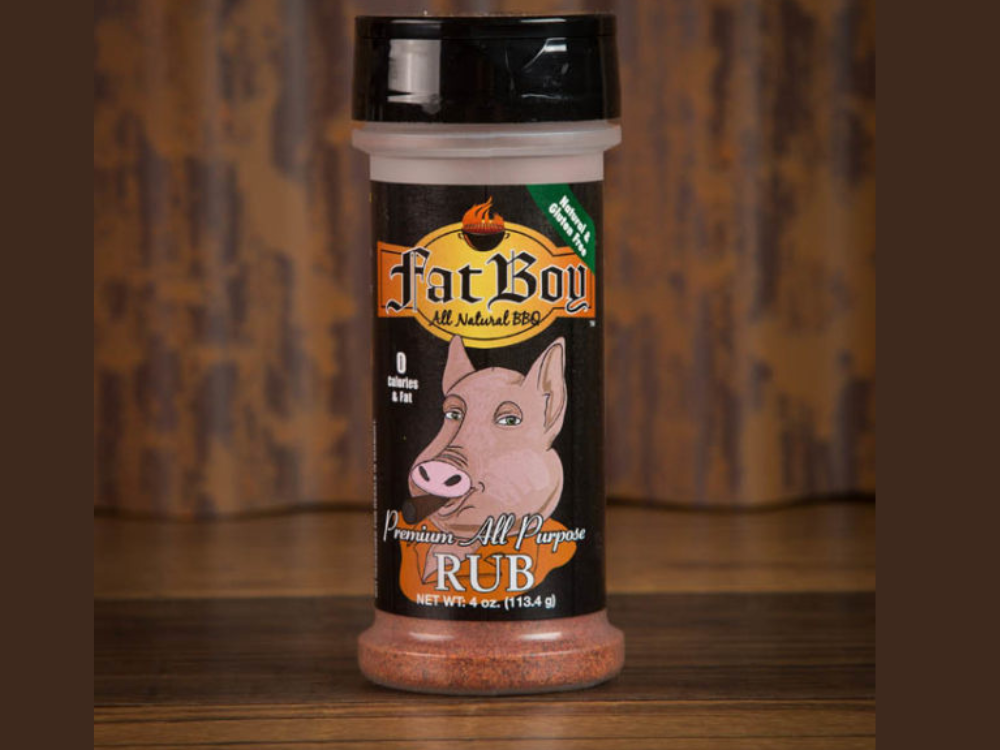 Natural &
Gluten Free
Fat Boy
All Natural BBQ
TM
0
Calories
& Fat
Premium All Purpose
RUB
NET WT: 4 oz. (113.4 g)